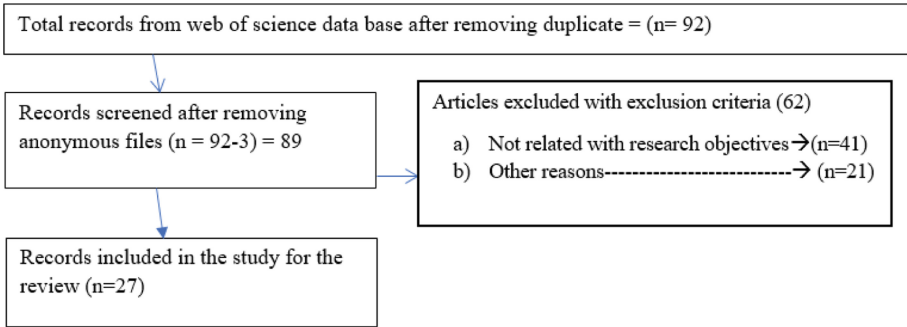 Total records from web of science data base after removing duplicate = (n= 92)
Records screened after removing
anonymous files (n = 92-3) = 89
Articles excluded with exclusion criteria (62)
a) Not related with research objectives→(n=41)
b) Other reasons----------------------------→ (n=21)
Records included in the study for the
review (n=27)